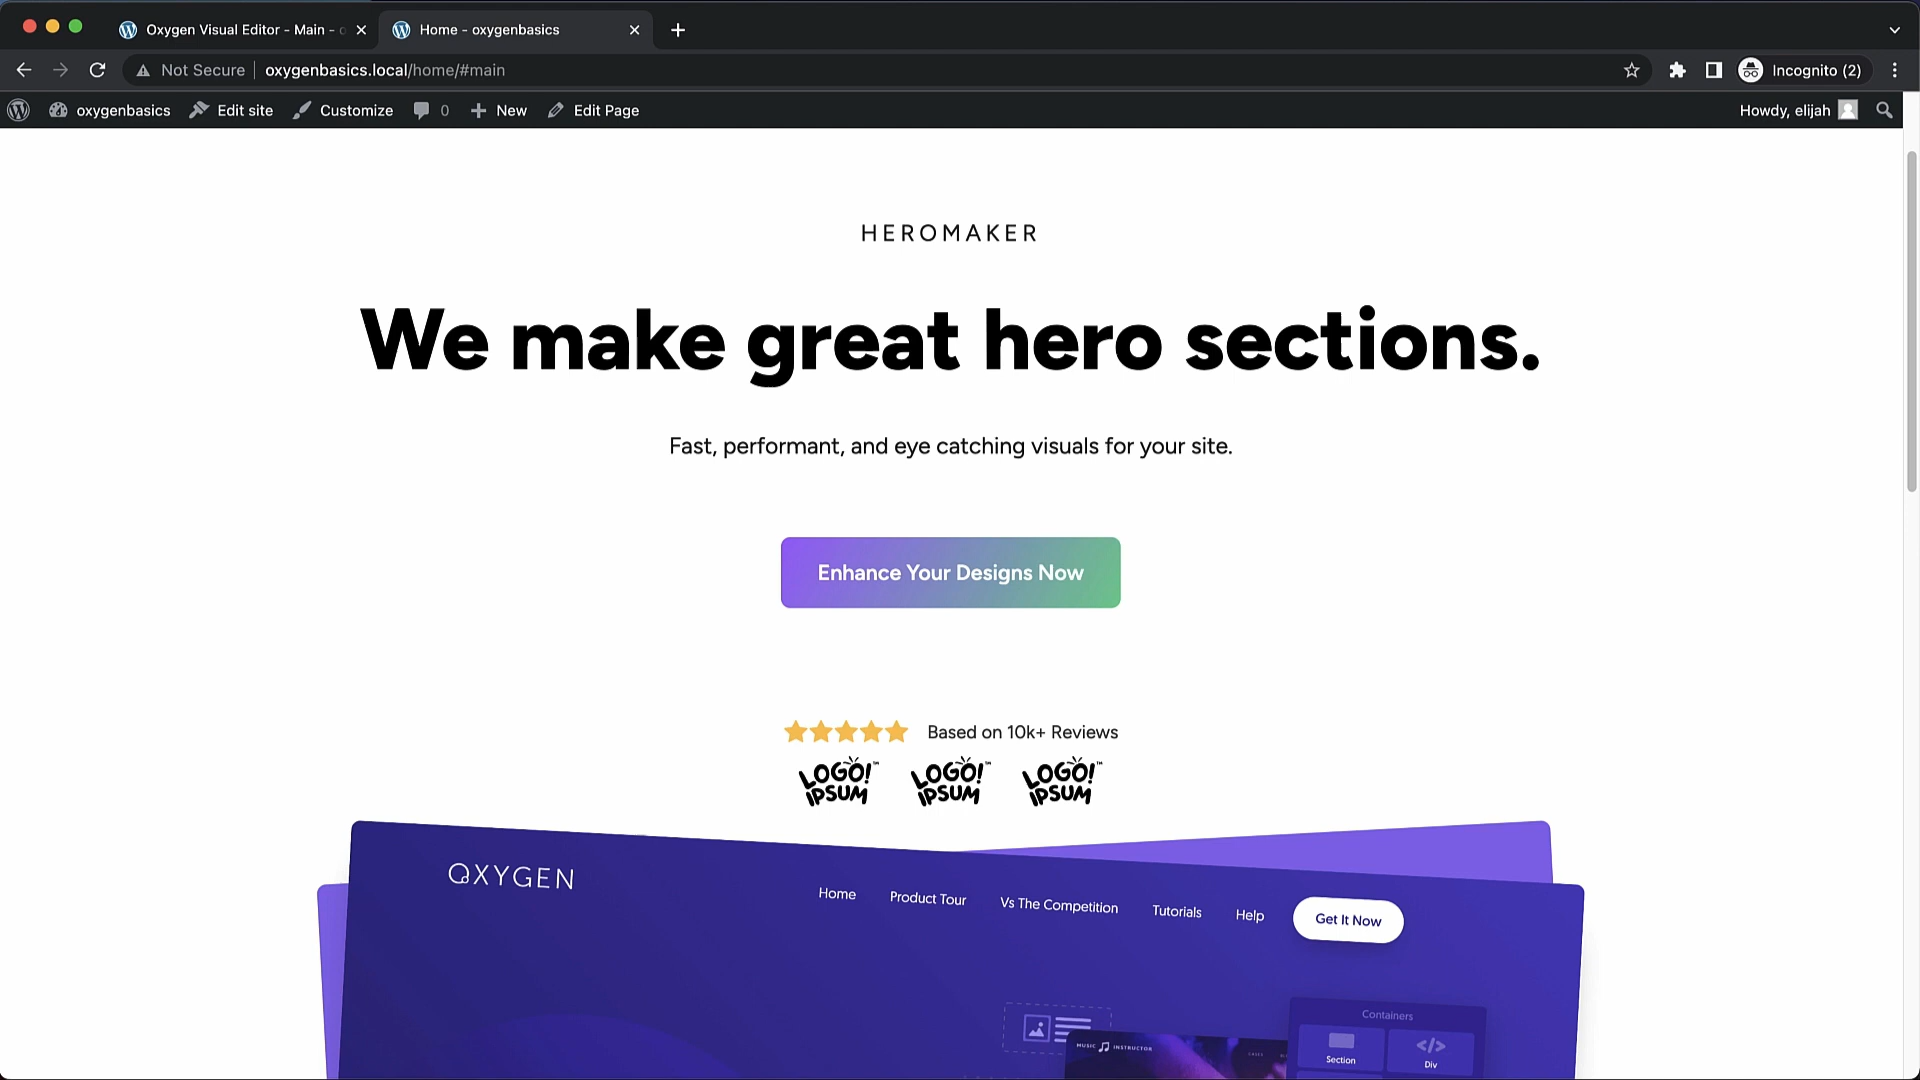 Oxygen Visual Editor - Main -
Home - oxygenbasics
Not Secure
oxygenbasics.local/home/#main
Incognito (2)
oxygenbasics
Edit site
Customize
0
New
Edit Page
Howdy, elijah
HEROMAKER
We make great hero sections.
Fast, performant, and eye catching visuals for your site.
Enhance Your Designs Now
Based on 10k+ Reviews
LOGO! IPSUM™ LOGO! IPSUM™ LOGO! IPSUM™
OXYGEN
Home
Product Tour
Vs The Competition
Tutorials
Help
Get It Now
Containers
MUSIC INSTRUCTOR
Section
</>
Div